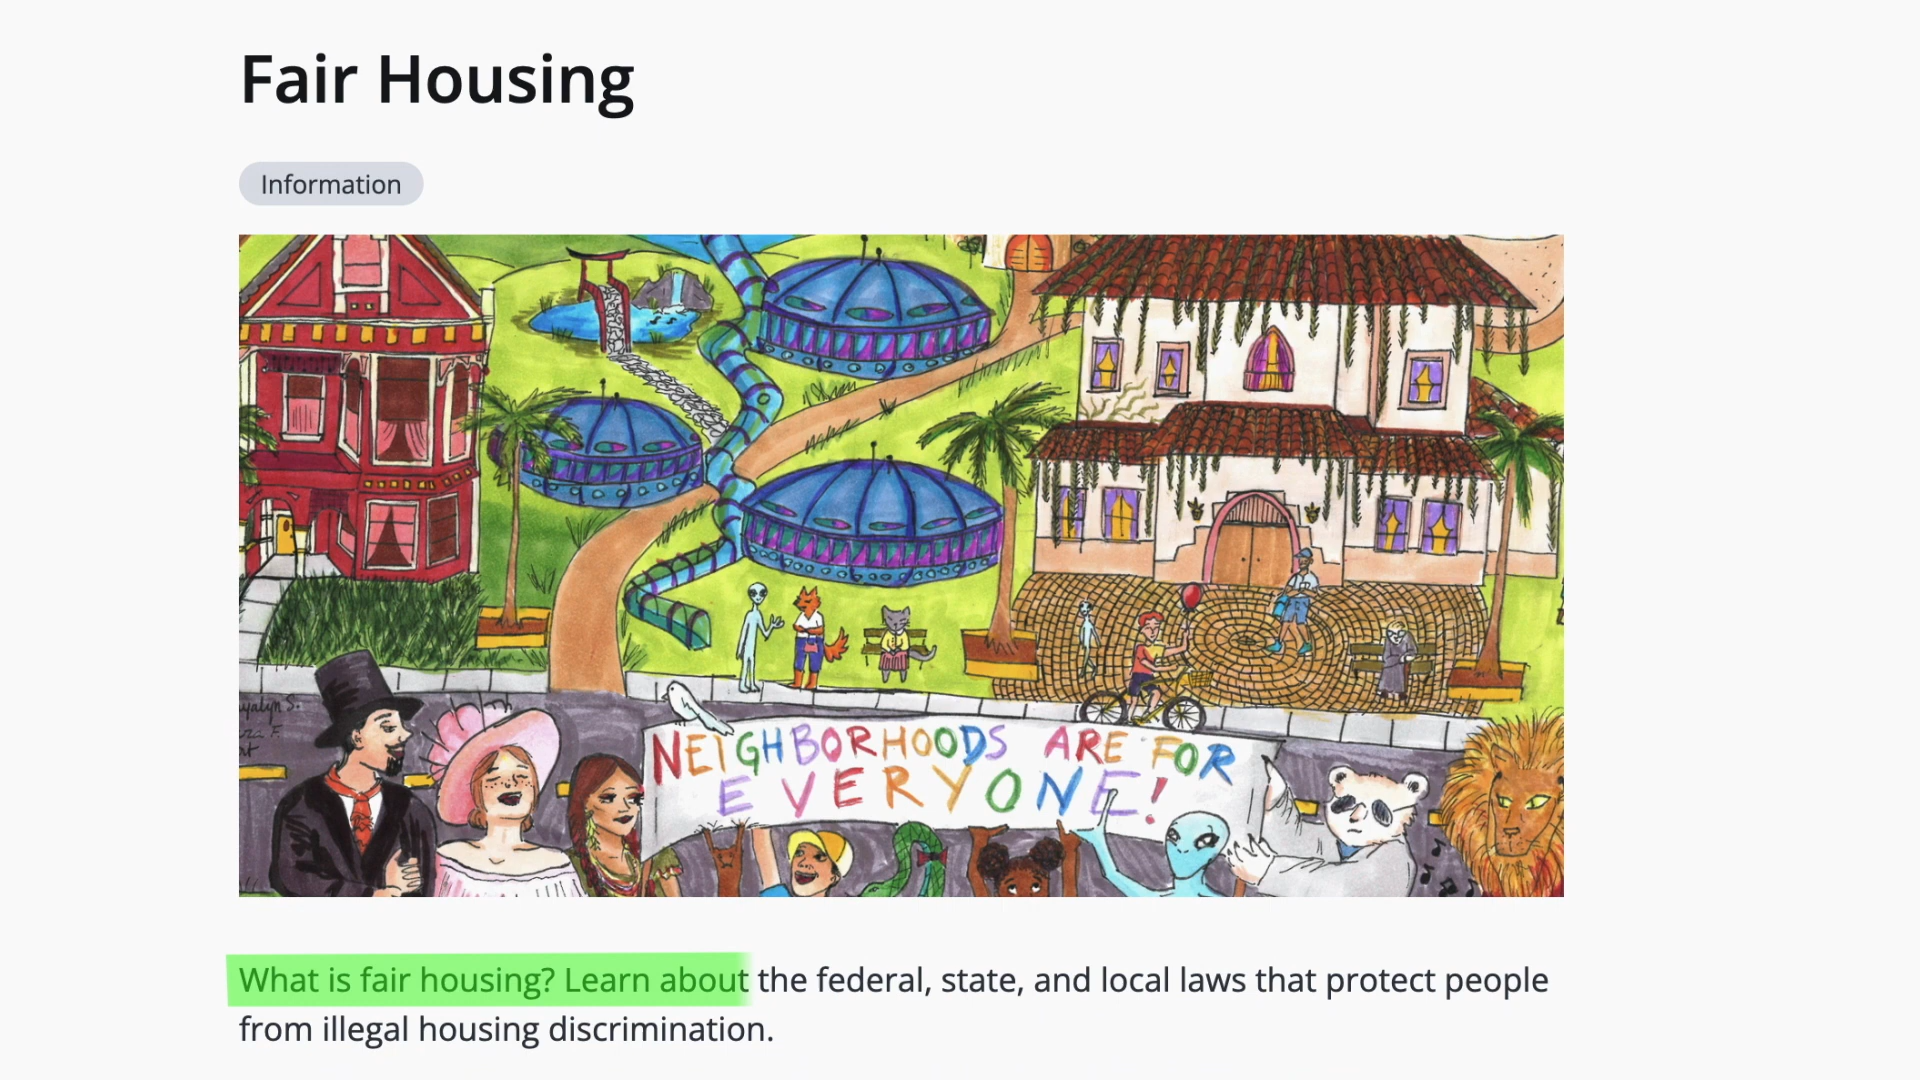 Fair Housing
Information
NEIGHBORHOODS ARE FOR
EVERYONE!
What is fair housing? Learn about the federal, state, and local laws that protect people
from illegal housing discrimination.